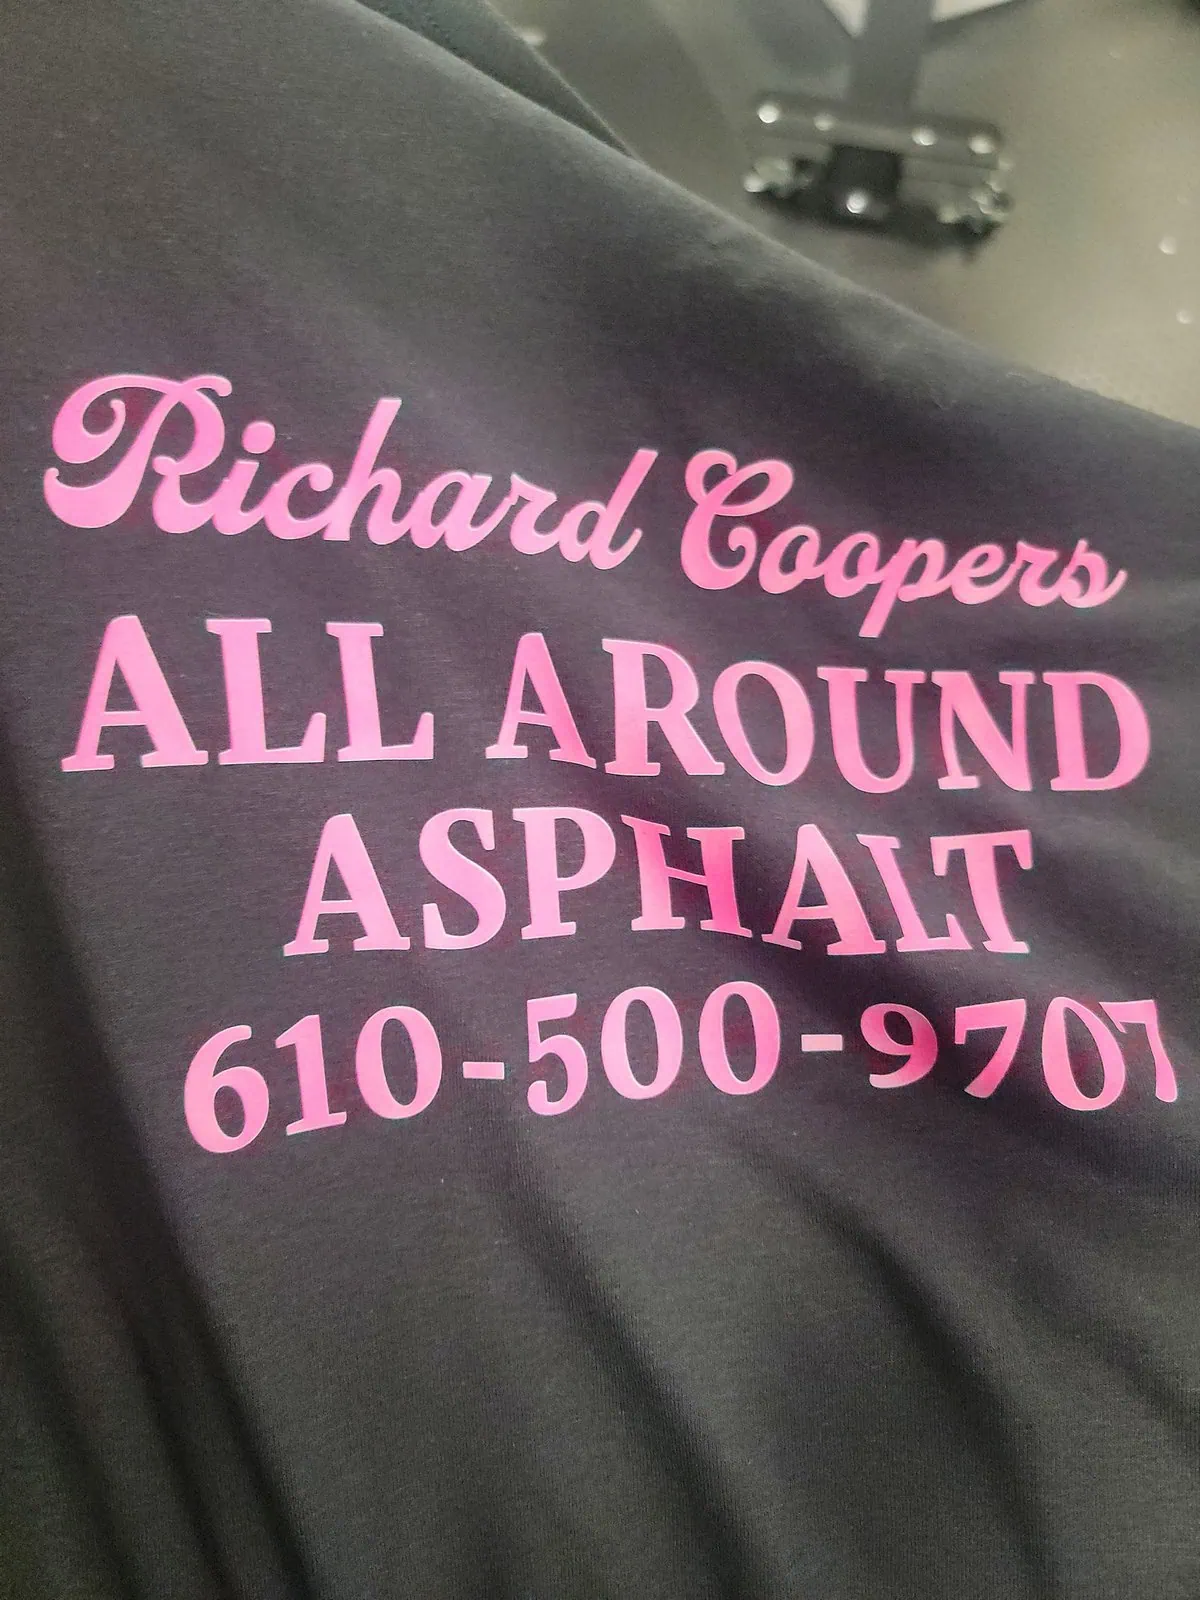 Richard Coopers
ALL AROUND
ASPHALT
610-500-9707